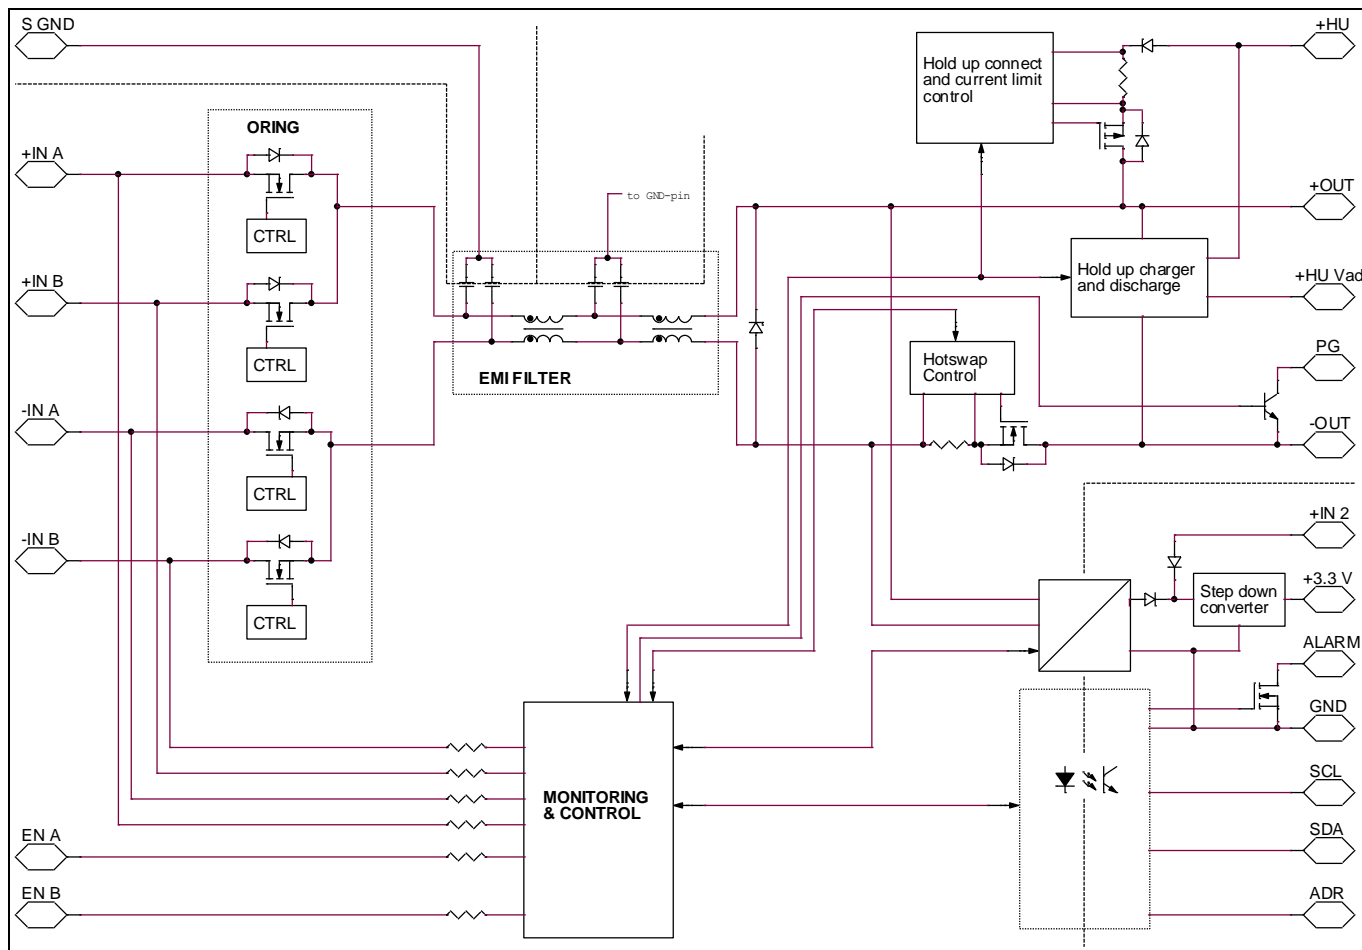 S GND
+HU
Hold up connect
and current limit
control
ORING
+IN A
+OUT
to GND-pin
CTRL
Hold up charger
and discharge
+IN B
+HU Vadj
Hotswap
Control
PG
CTRL
EMI FILTER
-IN A
-OUT
CTRL
+IN 2
-IN B
+3.3 V
Step down
converter
CTRL
ALARM
GND
SCL
MONITORING
& CONTROL
EN A
SDA
EN B
ADR